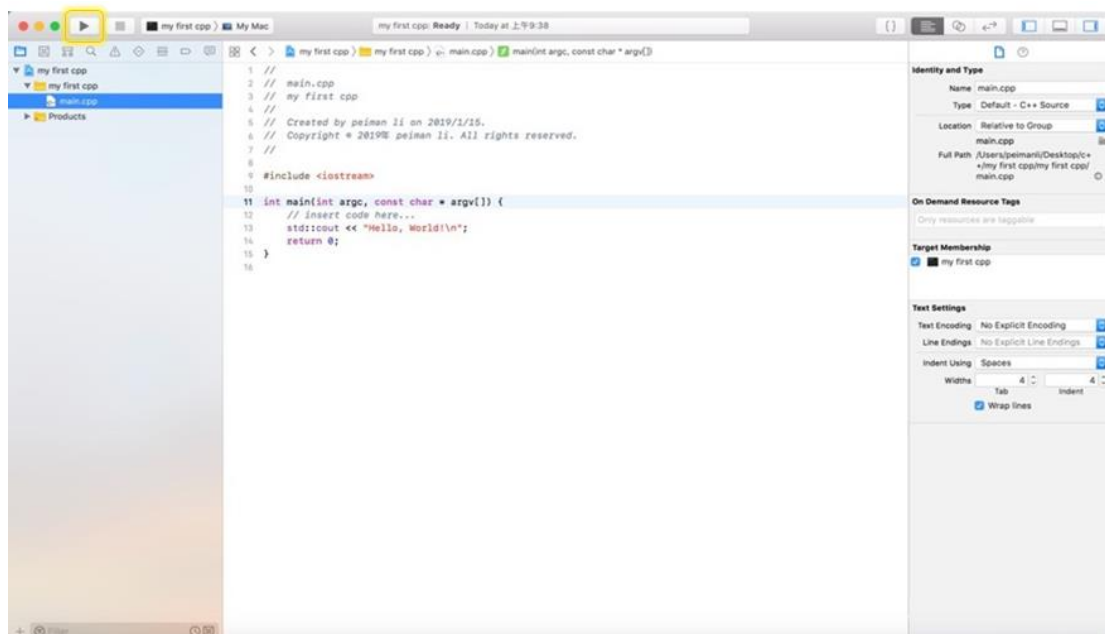 my first cpp 〉 My Mac
my first cpp: Ready | Today at 上午9:38
{}
my first cpp 〉 my first cpp 〉 main.cpp 〉 main(int argc, const char * argv[])
my first cpp
my first cpp
main.cpp
Products
1 //
2 // main.cpp
3 // my first cpp
4 //
5 // Created by peiman li on 2019/1/15.
6 // Copyright © 2019年 peiman li. All rights reserved.
7 //
8
9 #include <iostream>
10
11 int main(int argc, const char * argv[]) {
12 // insert code here...
13 std::cout << "Hello, World!\n";
14 return 0;
15 }
16
Filter
Identity and Type
Name main.cpp
Type Default - C++ Source
Location Relative to Group
main.cpp
Full Path /Users/peimanli/Desktop/c+
+/my first cpp/my first cpp/
main.cpp
On Demand Resource Tags
Only resources are taggable
Target Membership
my first cpp
Text Settings
Text Encoding No Explicit Encoding
Line Endings No Explicit Line Endings
Indent Using Spaces
Widths 4 4
Tab Indent
Wrap lines